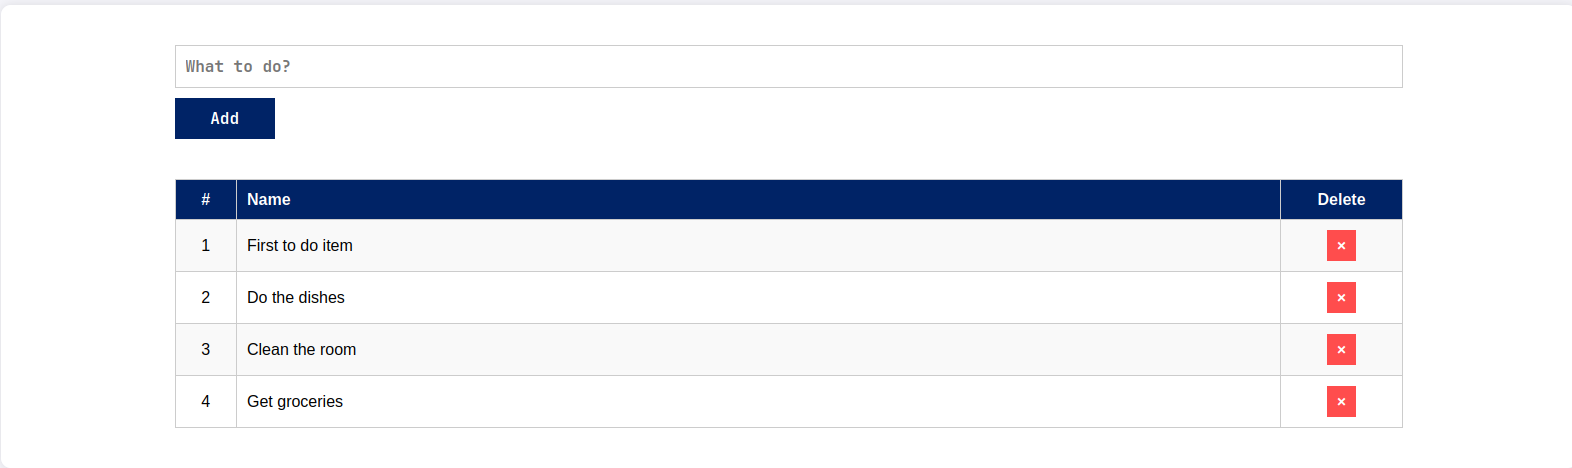 What to do?
Add
# Name Delete
1 First to do item ×
2 Do the dishes ×
3 Clean the room ×
4 Get groceries ×